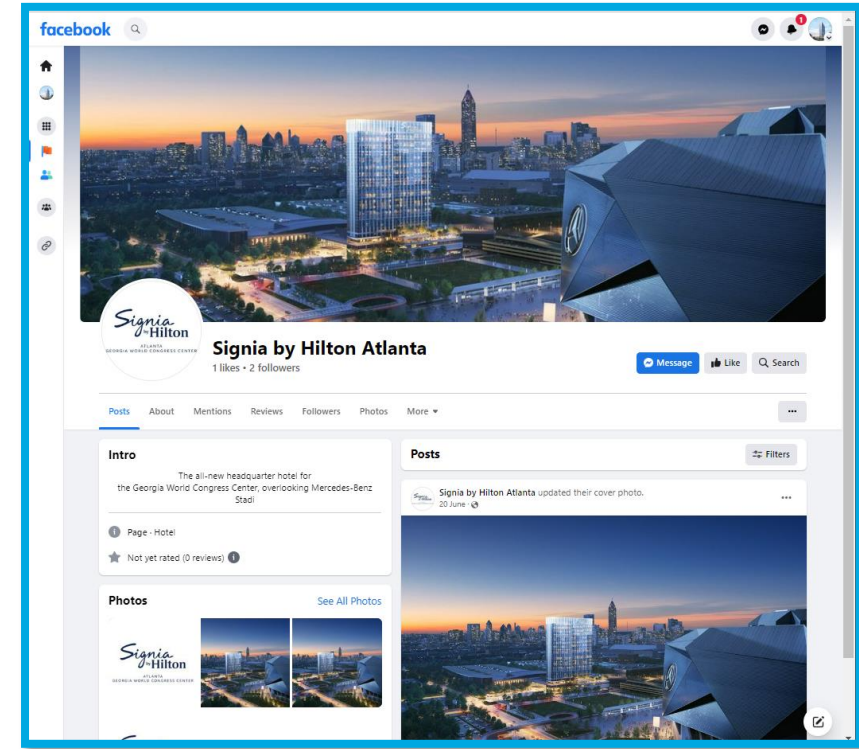 facebook
1
Signia
by Hilton
ATLANTA
GEORGIA WORLD CONGRESS CENTER
Signia by Hilton Atlanta
1 likes • 2 followers
Message
Like
Search
Posts About Mentions Reviews Followers Photos More
Intro
The all-new headquarter hotel for
the Georgia World Congress Center, overlooking Mercedes-Benz
Stadi
Page · Hotel
Not yet rated (0 reviews)
Photos
See All Photos
Signia
by Hilton
ATLANTA
GEORGIA WORLD CONGRESS CENTER
Posts
Filters
Signia by Hilton Atlanta updated their cover photo.
20 June ·